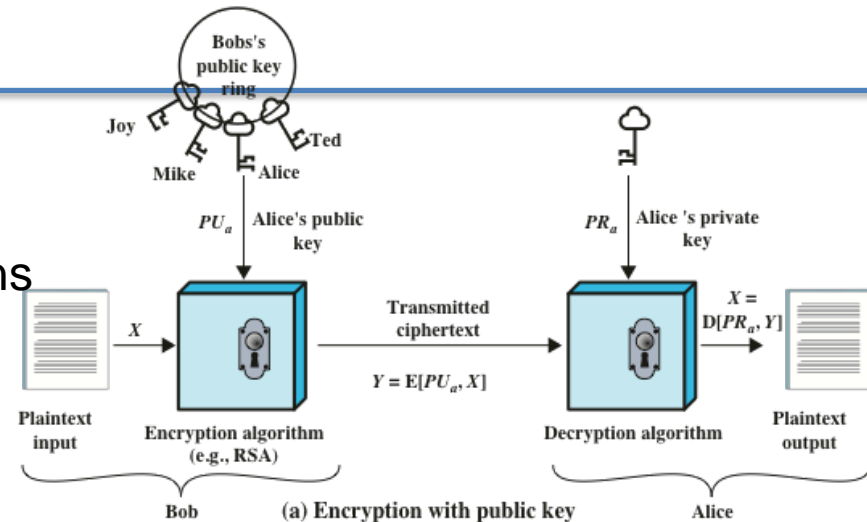 Bobs's
public key
ring
Joy
Ted
Mike
Alice
PUa
Alice's public
key
PRa
Alice 's private
key
ns
X
Transmitted
ciphertext
X =
D[PRa, Y]
Y = E[PUa, X]
Plaintext
input
Encryption algorithm
(e.g., RSA)
Decryption algorithm
Plaintext
output
Bob
(a) Encryption with public key
Alice